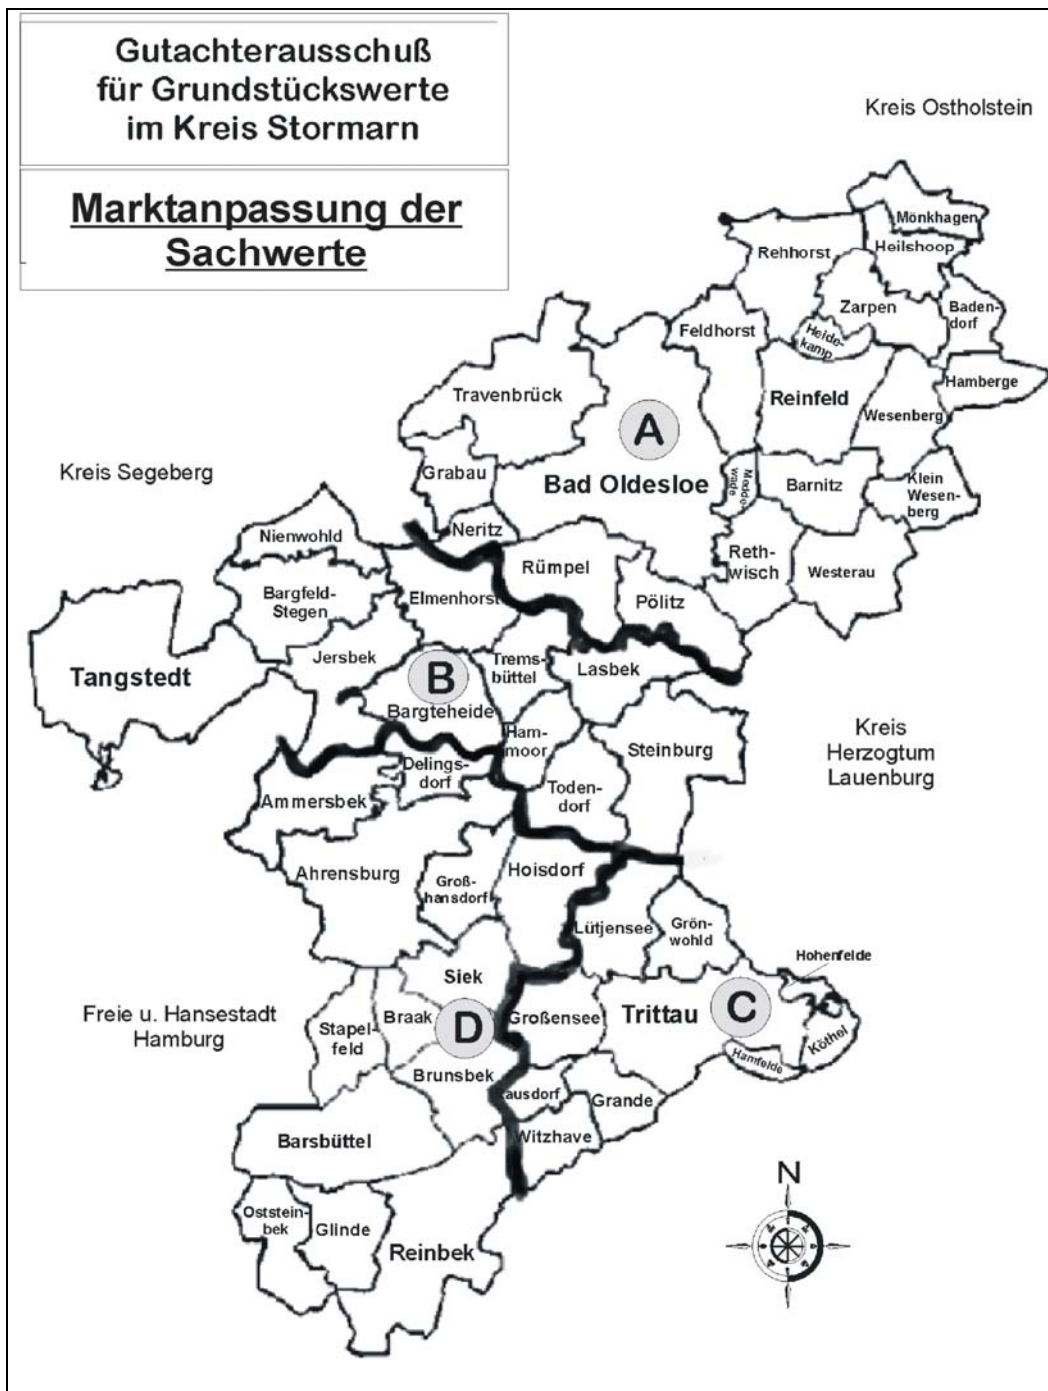 Gutachterausschuß
für Grundstückswerte
im Kreis Stormarn
Marktanpassung der
Sachwerte
Kreis Ostholstein
Mönkhagen
Rehhorst
Heilshoop
Zarpen
Baden-
dorf
Feldhorst
Heide-
kamp
Hamberge
Travenbrück
Reinfeld
Wesenberg
A
Kreis Segeberg
Grabau
Bad Oldesloe
Medde-
wade
Barnitz
Klein
Wesen-
berg
Neritz
Nienwohld
Rümpel
Reth-
wisch
Westerau
Bargfeld-
Stegen
Elmenhorst
Pölitz
Jersbek
Trems-
büttel
Lasbek
Tangstedt
B
Bargteheide
Ham-
moor
Steinburg
Kreis
Herzogtum
Lauenburg
Delings-
dorf
Toden-
dorf
Ammersbek
Ahrensburg
Groß-
hansdorf
Hoisdorf
Lütjensee
Grön-
wohld
Hohenfelde
Siek
Freie u. Hansestadt
Hamburg
Stapel-
feld
Braak
D
Großensee
Trittau
C
Köthel
Hamfelde
Brunsbek
Rausdorf
Grande
Witzhave
Barsbüttel
Oststein-
bek
Glinde
Reinbek
N